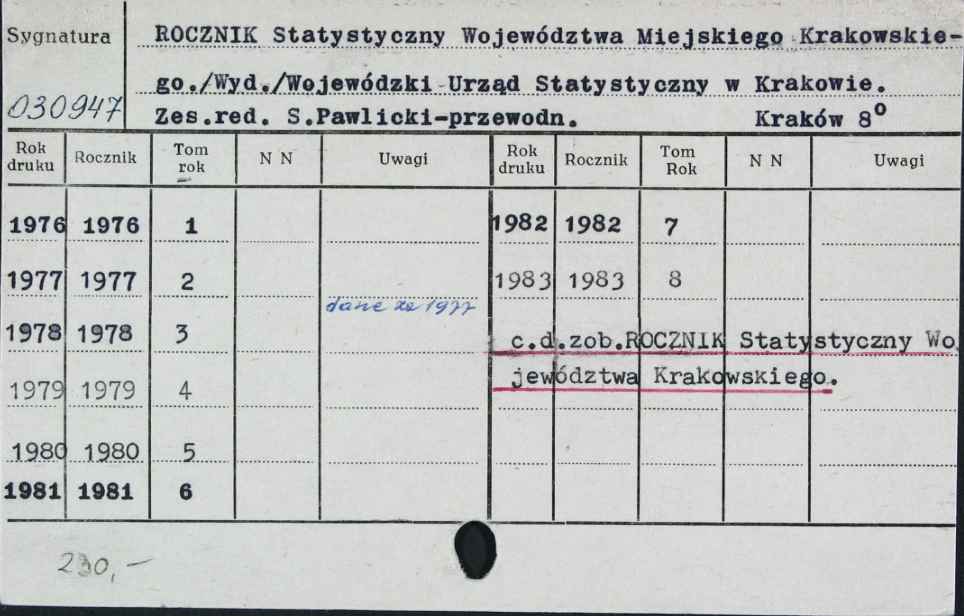 Sygnatura
ROCZNIK Statystyczny Województwa Miejskiego Krakowskie-
go./Wyd./Wojewódzki Urząd Statystyczny w Krakowie.
030947
Zes.red. S.Pawlicki-przewodn. Kraków 8°
Rok druku Rocznik Tom rok N N Uwagi Rok druku Rocznik Tom Rok N N Uwagi
1976 1976 1 1982 1982 7
1977 1977 2 1983 1983 8
dane za 1977
1978 1978 3 c.d.zob.ROCZNIK Statystyczny Wo
1979 1979 4 jewództwa Krakowskiego.
1980 1980 5
1981 1981 6
230,-